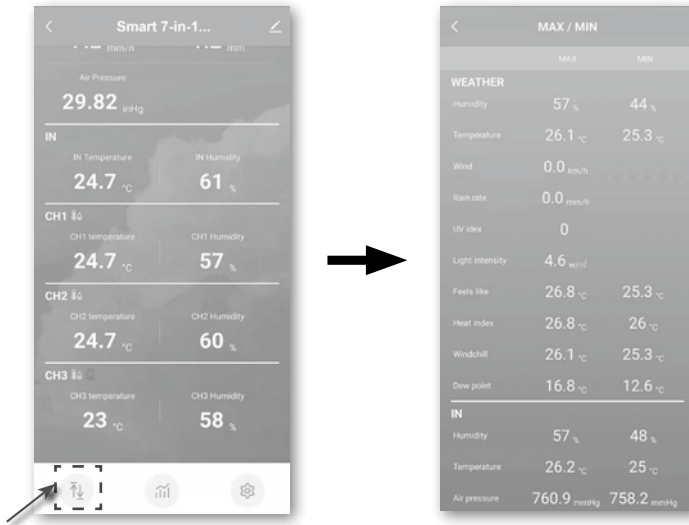 Smart 7-in-1...
mm/h mm
Air Pressure
29.82 inHg
IN
IN Temperature IN Humidity
24.7 °C 61 %
CH1
CH1 temperature CH1 Humidity
24.7 °C 57 %
CH2
CH2 temperature CH2 Humidity
24.7 °C 60 %
CH3
CH3 temperature CH3 Humidity
23 °C 58 %
MAX / MIN
MAX MIN
WEATHER
Humidity 57 % 44 %
Temperature 26.1 °C 25.3 °C
Wind 0.0 km/h
Rain rate 0.0 mm/h
UV idex 0
Light intensity 4.6 w/㎡
Feels like 26.8 °C 25.3 °C
Heat index 26.8 °C 26 °C
Windchill 26.1 °C 25.3 °C
Dew point 16.8 °C 12.6 °C
IN
Humidity 57 % 48 %
Temperature 26.2 °C 25 °C
Air pressure 760.9 mmHg 758.2 mmHg